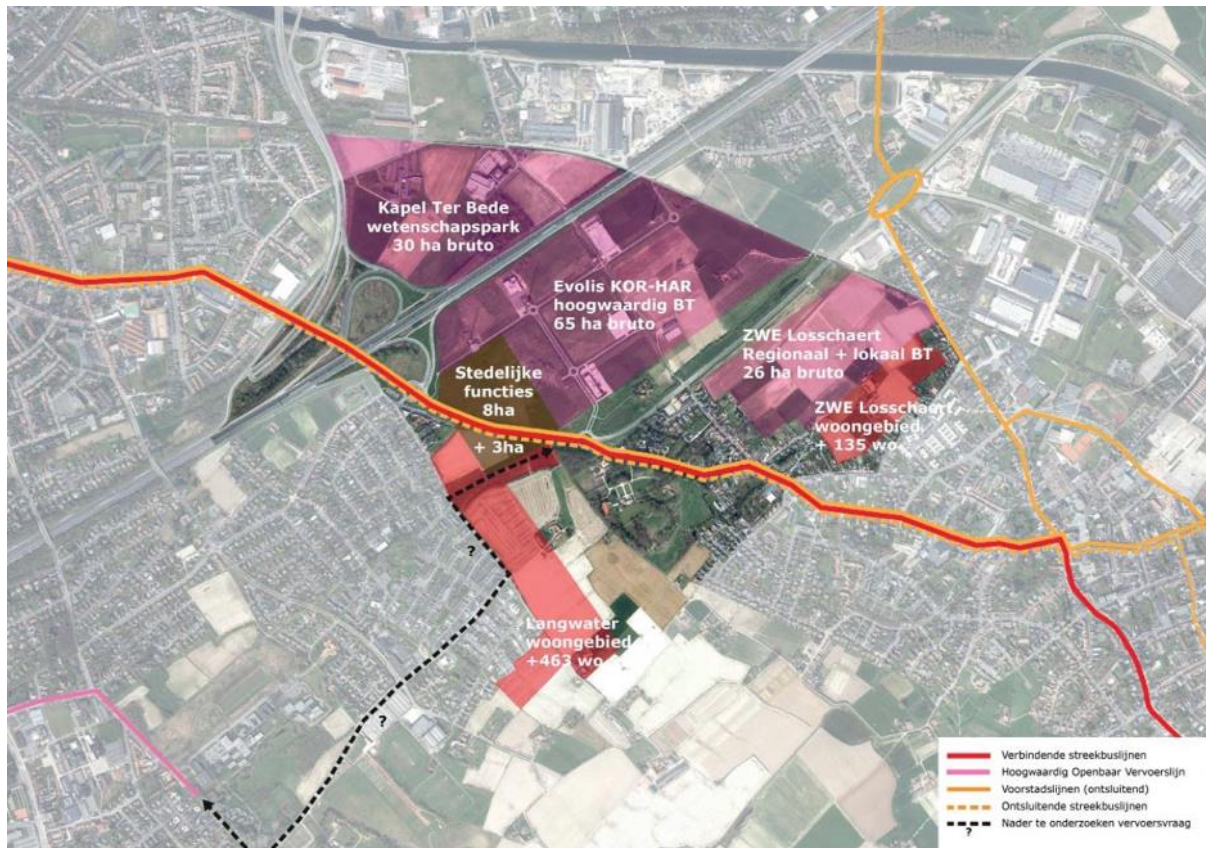 Kapel Ter Bede
wetenschapspark
30 ha bruto
Evolis KOR-HAR
hoogwaardig BT
65 ha bruto
ZWE Losschaert
Regionaal + lokaal BT
26 ha bruto
Stedelijke
functies
8ha
+ 3ha
ZWE Losschaert
woongebied
+ 135 wo
?
Langwater
woongebied
+463 wo
?
Verbindende streekbuslijnen
Hoogwaardig Openbaar Vervoerslijn
Voorstadslijnen (ontsluitend)
Ontsluitende streekbuslijnen
Nader te onderzoeken vervoersvraag
?